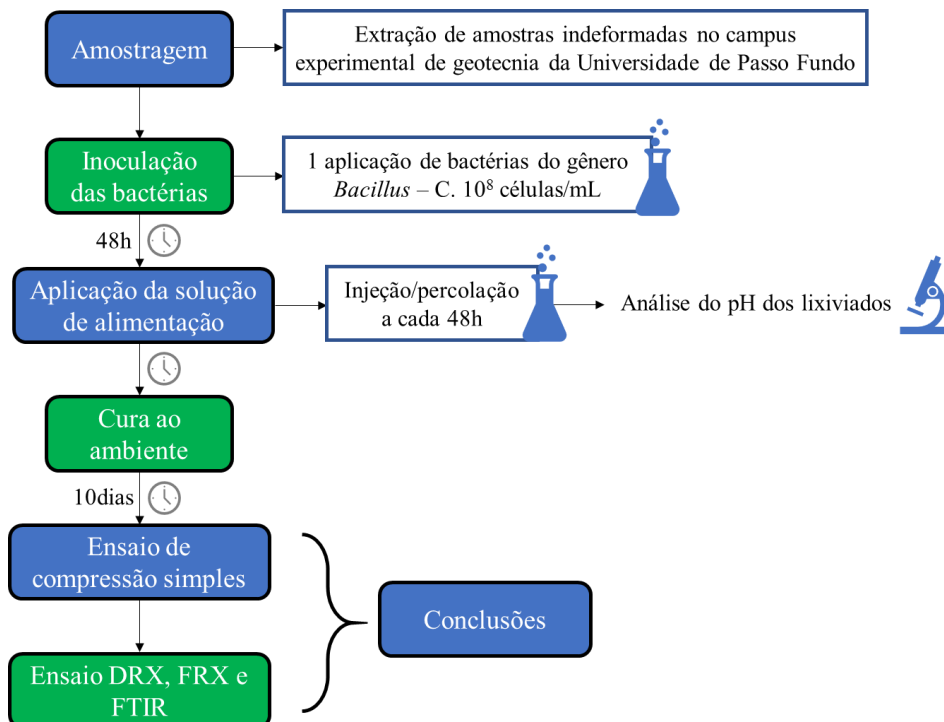 Amostragem
Extração de amostras indeformadas no campus
experimental de geotecnia da Universidade de Passo Fundo
Inoculação
das bactérias
1 aplicação de bactérias do gênero
Bacillus – C. 10⁸ células/mL
48h
Aplicação da solução
de alimentação
Injeção/percolação
a cada 48h
Análise do pH dos lixiviados
Cura ao
ambiente
10dias
Ensaio de
compressão simples
Conclusões
Ensaio DRX, FRX e
FTIR